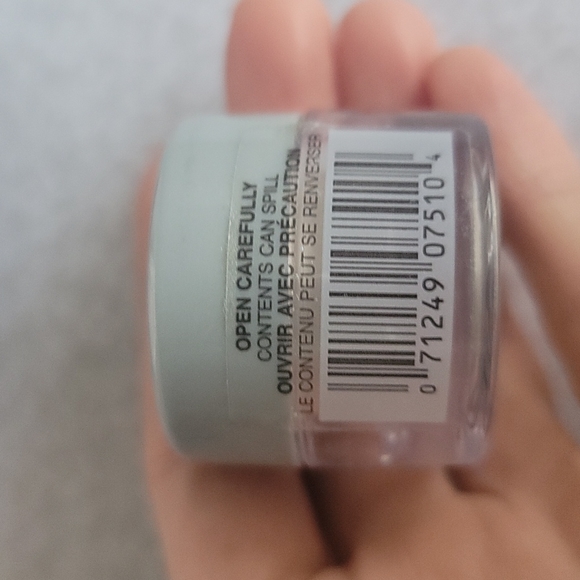 OPEN CAREFULLY
CONTENTS CAN SPILL
OUVRIR AVEC PRÉCAUTION
LE CONTENU PEUT SE RENVERSER
0 71249 07510 4